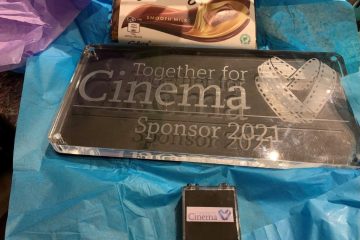 SMOOTH MILK
Together for
Cinema
Sponsor 2021
Cinema